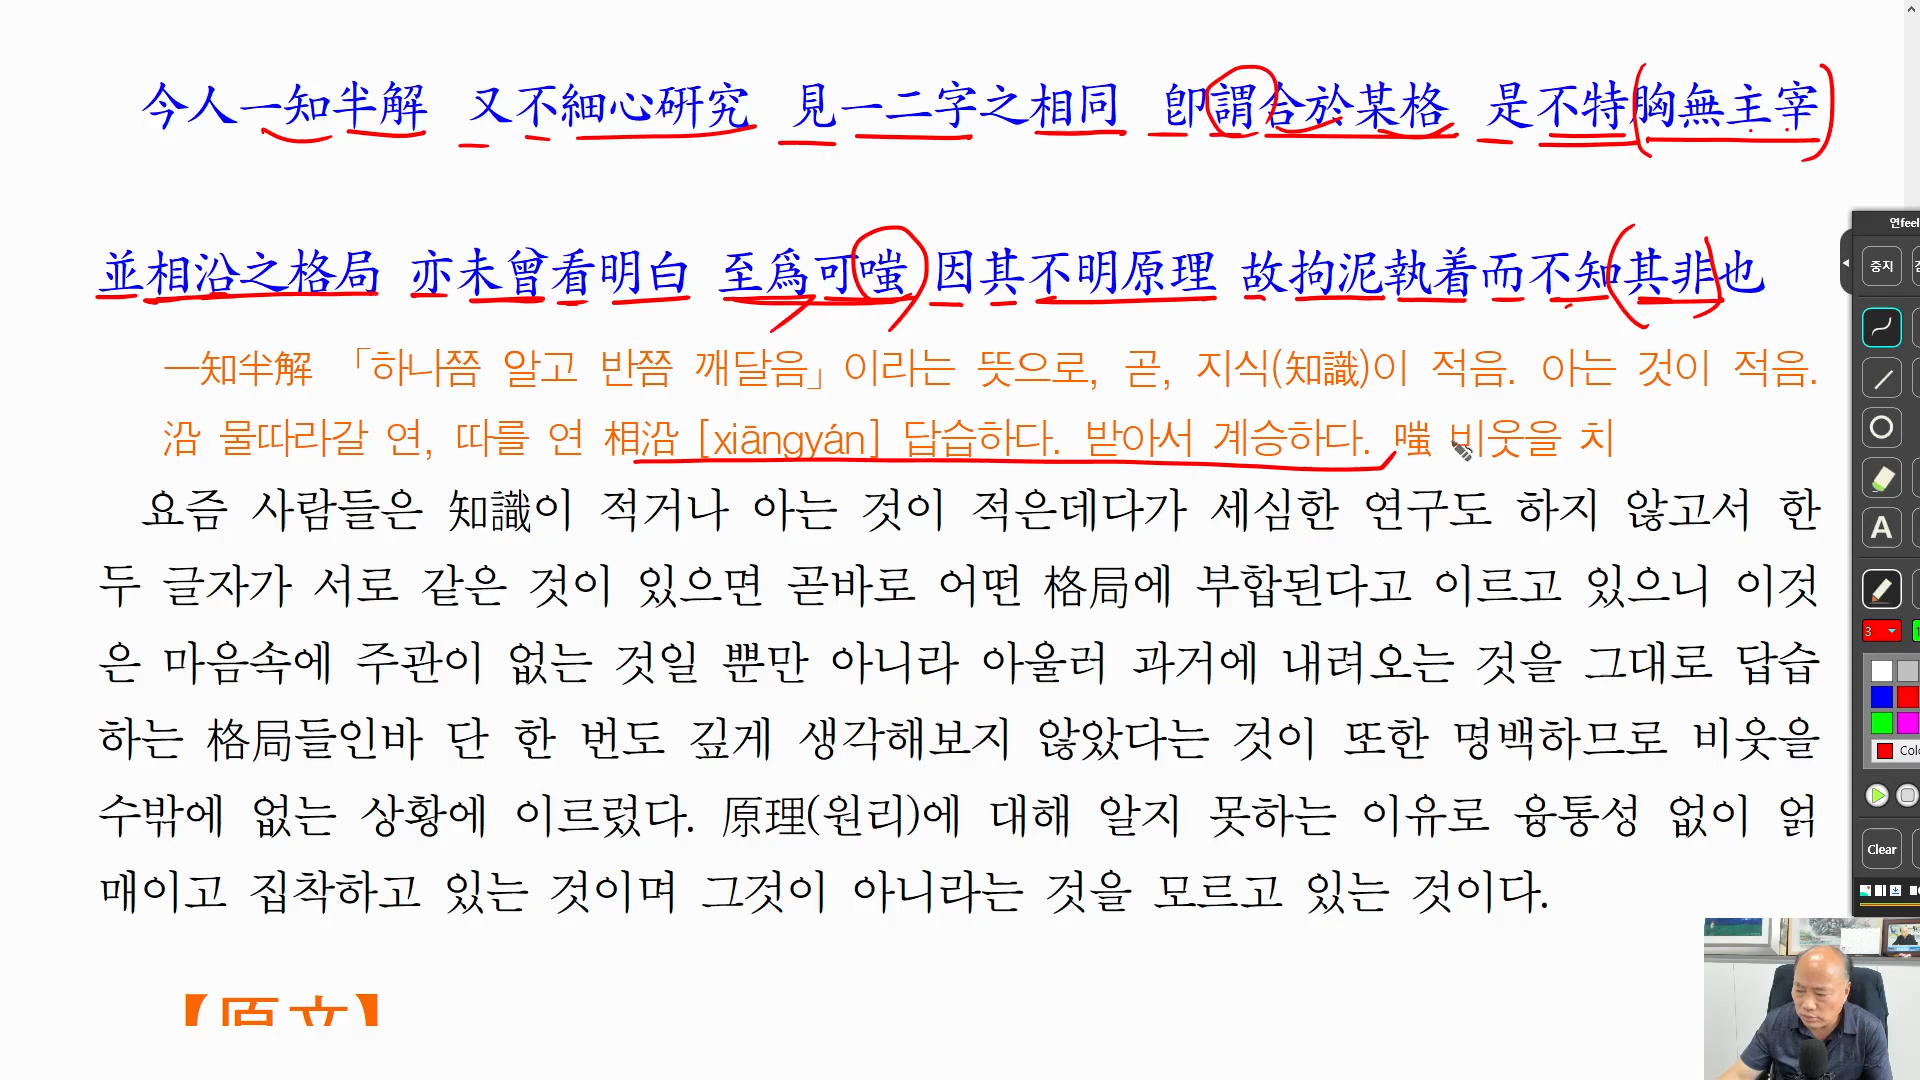 今人一知半解 又不細心硏究 見一二字之相同 卽謂合於某格 是不特胸無主宰
並相沿之格局 亦未曾看明白 至爲可嗤 因其不明原理 故拘泥執着而不知其非也
一知半解 「하나쯤 알고 반쯤 깨달음」이라는 뜻으로, 곧, 지식(知識)이 적음. 아는 것이 적음.
沿 물따라갈 연, 따를 연 相沿 [xiāngyán] 답습하다. 받아서 계승하다. 嗤 비웃을 치
요즘 사람들은 知識이 적거나 아는 것이 적은데다가 세심한 연구도 하지 않고서 한
두 글자가 서로 같은 것이 있으면 곧바로 어떤 格局에 부합된다고 이르고 있으니 이것
은 마음속에 주관이 없는 것일 뿐만 아니라 아울러 과거에 내려오는 것을 그대로 답습
하는 格局들인바 단 한 번도 깊게 생각해보지 않았다는 것이 또한 명백하므로 비웃을
수밖에 없는 상황에 이르렀다. 原理(원리)에 대해 알지 못하는 이유로 융통성 없이 얽
매이고 집착하고 있는 것이며 그것이 아니라는 것을 모르고 있는 것이다.
【原文】
연feel
중지
A
3
Colo
Clear